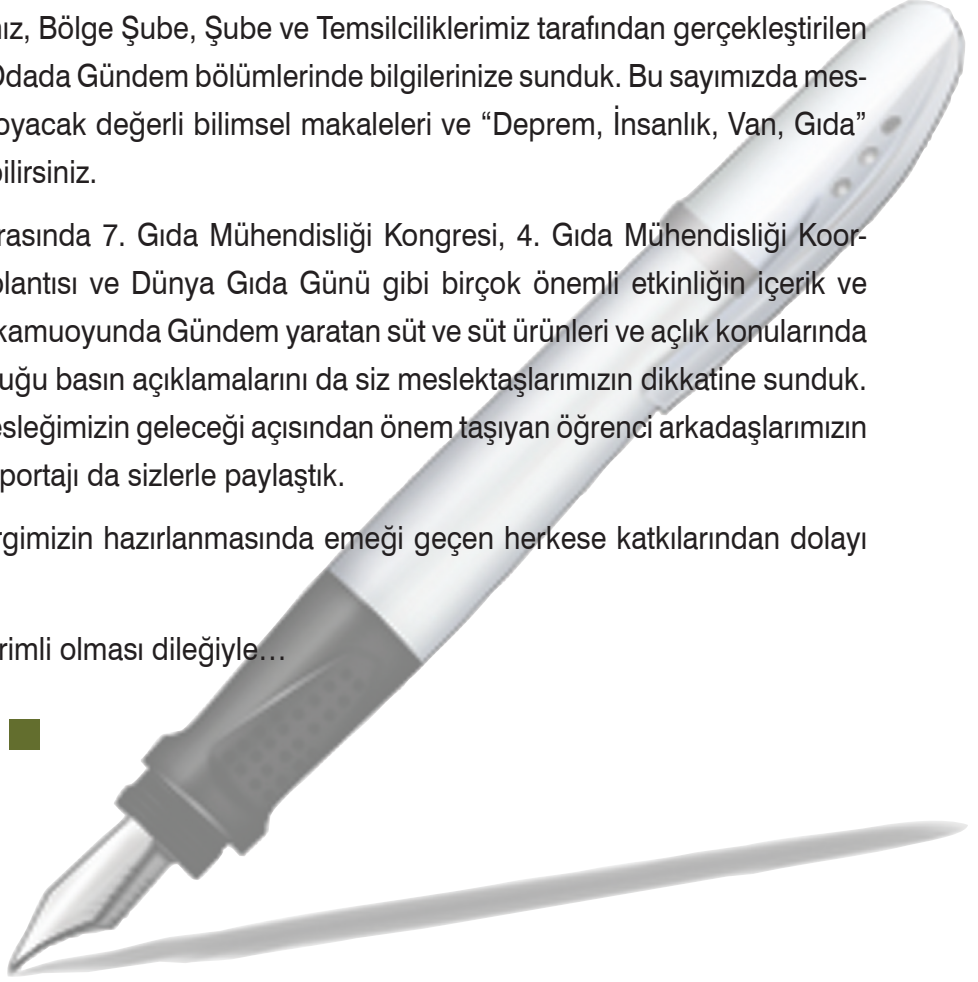 ız, Bölge Şube, Şube ve Temsilciliklerimiz tarafından gerçekleştirilen
Odada Gündem bölümlerinde bilgilerinize sunduk. Bu sayımızda mes-
oyacak değerli bilimsel makaleleri ve “Deprem, İnsanlık, Van, Gıda”
bilirsiniz.
rasında 7. Gıda Mühendisliği Kongresi, 4. Gıda Mühendisliği Koor-
plantısı ve Dünya Gıda Günü gibi birçok önemli etkinliğin içerik ve
kamuoyunda Gündem yaratan süt ve süt ürünleri ve açlık konularında
uğu basın açıklamalarını da siz meslektaşlarımızın dikkatine sunduk.
esleğimizin geleceği açısından önem taşıyan öğrenci arkadaşlarımızın
portajı da sizlerle paylaştık.
rgimizin hazırlanmasında emeği geçen herkese katkılarından dolayı
rimli olması dileğiyle…